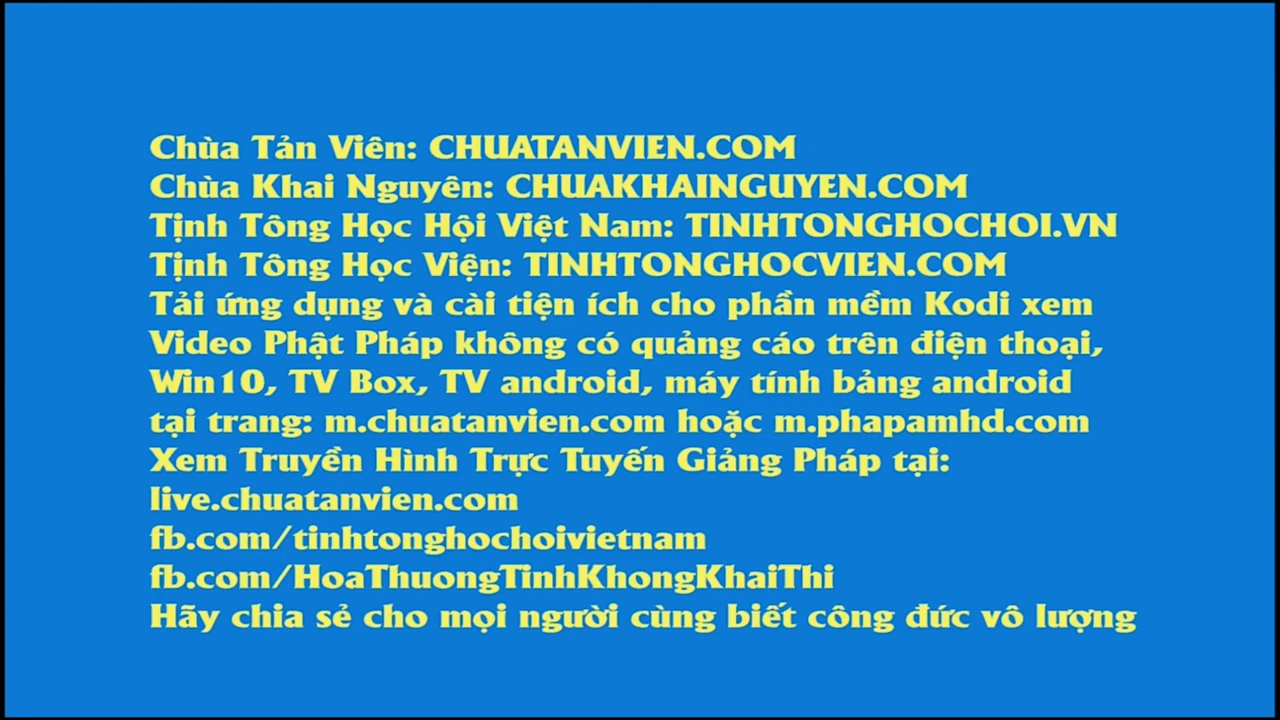 Chùa Tản Viên: CHUATANVIEN.COM
Chùa Khai Nguyên: CHUAKHAINGUYEN.COM
Tịnh Tông Học Hội Việt Nam: TINHTONGHOCHOI.VN
Tịnh Tông Học Viện: TINHTONGHOCVIEN.COM
Tải ứng dụng và cài tiện ích cho phần mềm Kodi xem
Video Phật Pháp không có quảng cáo trên điện thoại,
Win10, TV Box, TV android, máy tính bảng android
tại trang: m.chuatanvien.com hoặc m.phapamhd.com
Xem Truyền Hình Trực Tuyến Giảng Pháp tại:
live.chuatanvien.com
fb.com/tinhtonghochoivietnam
fb.com/HoaThuongTinhKhongKhaiThi
Hãy chia sẻ cho mọi người cùng biết công đức vô lượng